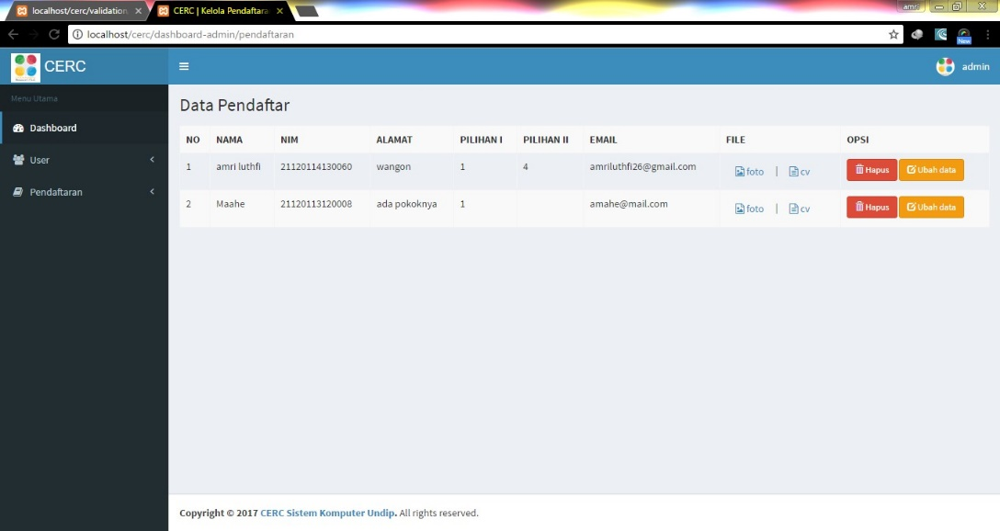 localhost/cerc/validation.
CERC | Kelola Pendaftara
amri
localhost/cerc/dashboard-admin/pendaftaran
New
CERC
admin
Menu Utama
Dashboard
User
Pendaftaran
Data Pendaftar
NO NAMA NIM ALAMAT PILIHAN I PILIHAN II EMAIL FILE OPSI
1 amri luthfi 21120114130060 wangon 1 4 amriluthfi26@gmail.com foto | cv Hapus Ubah data
2 Maahe 21120113120008 ada pokoknya 1 amahe@mail.com foto | cv Hapus Ubah data
Copyright © 2017 CERC Sistem Komputer Undip. All rights reserved.